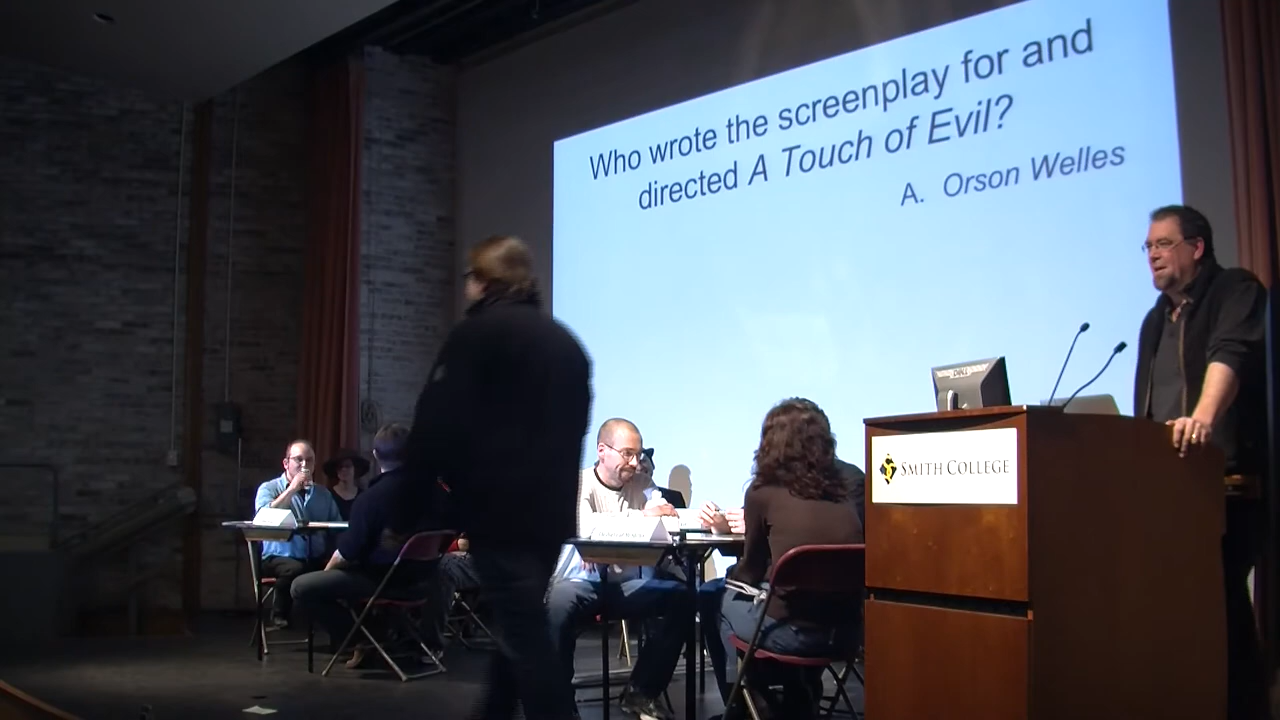 Who wrote the screenplay for and
directed A Touch of Evil?
A. Orson Welles
SMITH COLLEGE
DELL